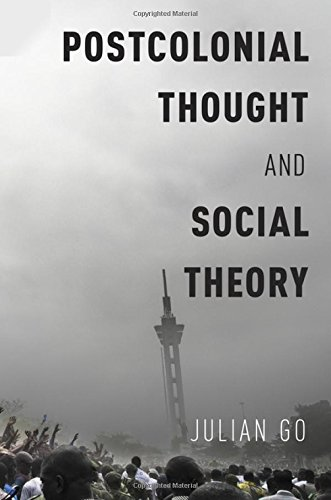 Copyrighted Material
POSTCOLONIAL
THOUGHT
AND
SOCIAL
THEORY
JULIAN GO
Copyrighted Material